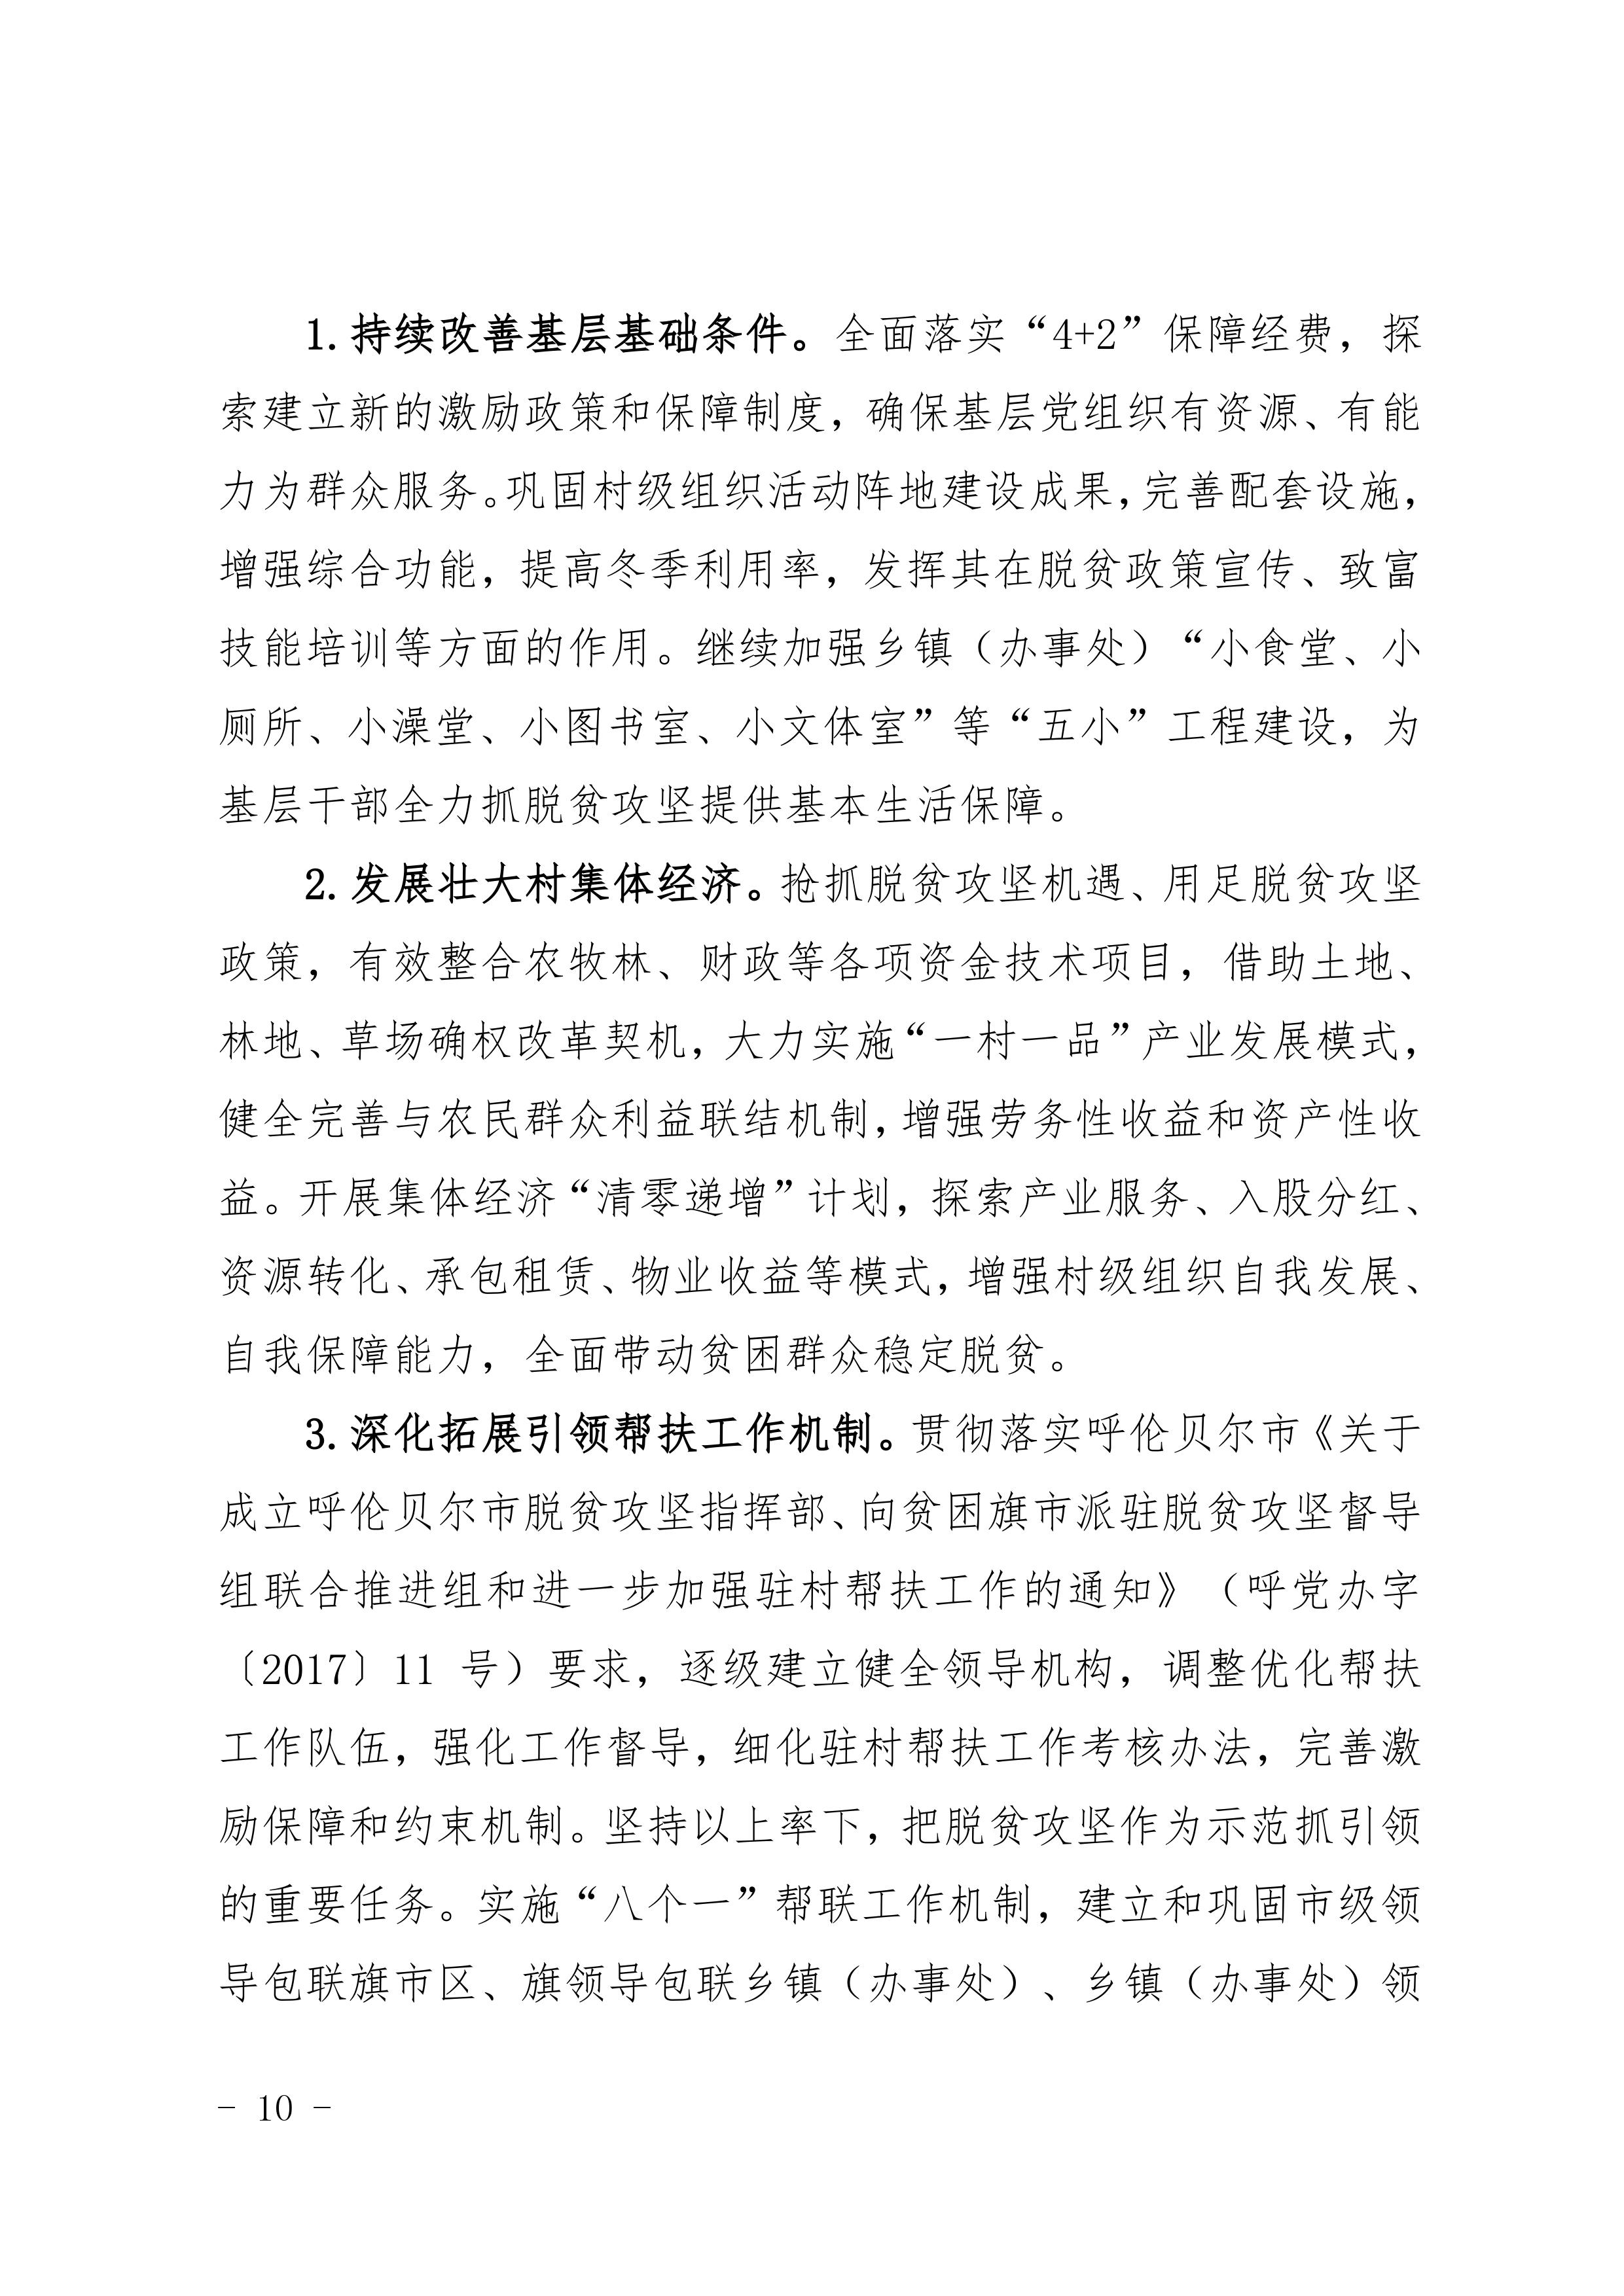 1. 持续改善基层基础条件。全面落实“4+2”保障经费，探
索建立新的激励政策和保障制度，确保基层党组织有资源、有能
力为群众服务。巩固村级组织活动阵地建设成果，完善配套设施，
增强综合功能，提高冬季利用率，发挥其在脱贫政策宣传、致富
技能培训等方面的作用。继续加强乡镇（办事处）“小食堂、小
厕所、小澡堂、小图书室、小文体室”等“五小”工程建设，为
基层干部全力抓脱贫攻坚提供基本生活保障。
2. 发展壮大村集体经济。抢抓脱贫攻坚机遇、用足脱贫攻坚
政策，有效整合农牧林、财政等各项资金技术项目，借助土地、
林地、草场确权改革契机，大力实施“一村一品”产业发展模式，
健全完善与农民群众利益联结机制，增强劳务性收益和资产性收
益。开展集体经济“清零递增”计划，探索产业服务、入股分红、
资源转化、承包租赁、物业收益等模式，增强村级组织自我发展、
自我保障能力，全面带动贫困群众稳定脱贫。
3. 深化拓展引领帮扶工作机制。贯彻落实呼伦贝尔市《关于
成立呼伦贝尔市脱贫攻坚指挥部、向贫困旗市派驻脱贫攻坚督导
组联合推进组和进一步加强驻村帮扶工作的通知》（呼党办字
〔2017〕11 号）要求，逐级建立健全领导机构，调整优化帮扶
工作队伍，强化工作督导，细化驻村帮扶工作考核办法，完善激
励保障和约束机制。坚持以上率下，把脱贫攻坚作为示范抓引领
的重要任务。实施“八个一”帮联工作机制，建立和巩固市级领
导包联旗市区、旗领导包联乡镇（办事处）、乡镇（办事处）领
- 10 -